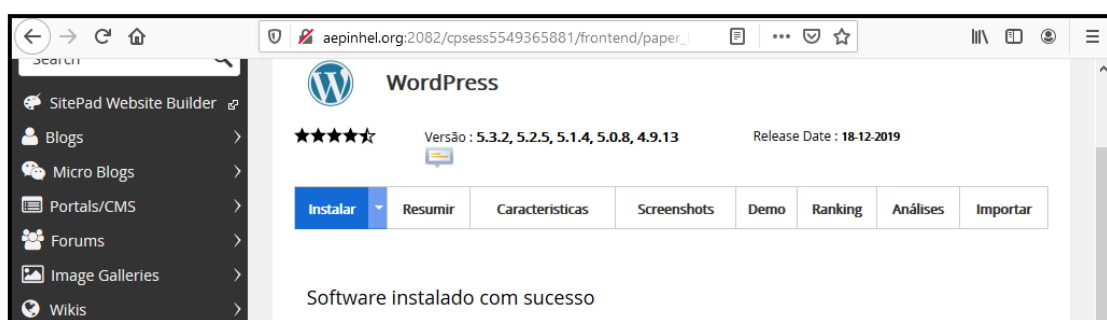 aepinhel.org:2082/cpsess5549365881/frontend/paper_
Search
WordPress
SitePad Website Builder
Versão : 5.3.2, 5.2.5, 5.1.4, 5.0.8, 4.9.13
Release Date : 18-12-2019
Blogs
Micro Blogs
Portals/CMS
Instalar
Resumir
Caracteristicas
Screenshots
Demo
Ranking
Análises
Importar
Forums
Image Galleries
Software instalado com sucesso
Wikis